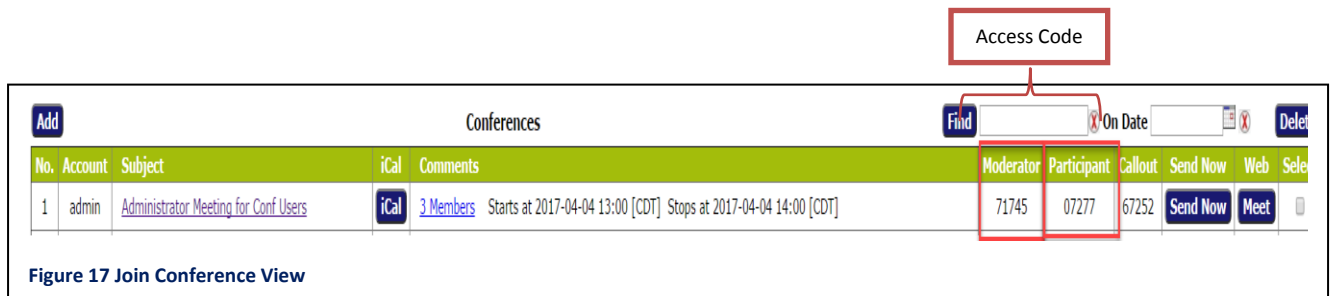 Access Code
Add Conferences Find On Date Delet
No. Account Subject iCal Comments Moderator Participant Callout Send Now Web Selec
1 admin Administrator Meeting for Conf Users iCal 3 Members Starts at 2017-04-04 13:00 [CDT] Stops at 2017-04-04 14:00 [CDT] 71745 07277 67252 Send Now Meet
Figure 17 Join Conference View